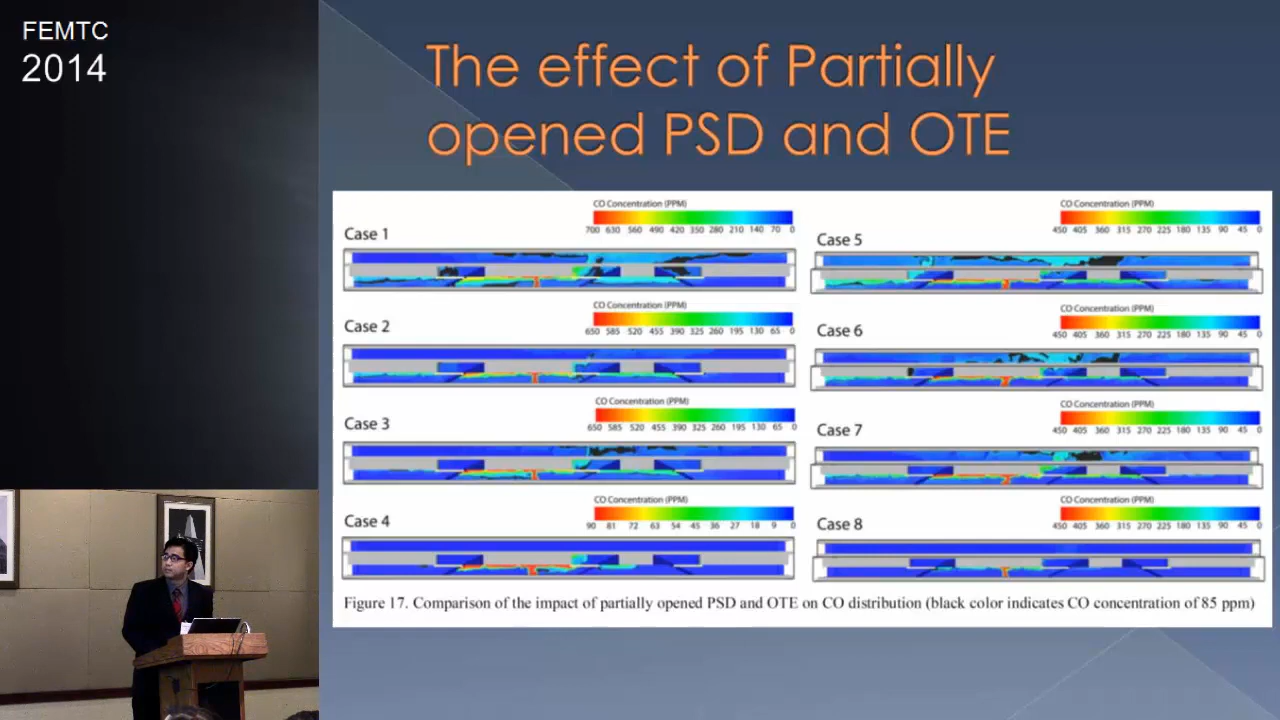 FEMTC
2014
The effect of Partially
opened PSD and OTE
CO Concentration (PPM)
700 630 560 490 420 350 280 210 140 70 0
Case 1
CO Concentration (PPM)
650 585 520 455 390 325 260 195 130 65 0
Case 2
CO Concentration (PPM)
650 585 520 455 390 325 260 195 130 65 0
Case 3
CO Concentration (PPM)
90 81 72 63 54 45 36 27 18 9 0
Case 4
CO Concentration (PPM)
450 405 360 315 270 225 180 135 90 45 0
Case 5
CO Concentration (PPM)
450 405 360 315 270 225 180 135 90 45 0
Case 6
CO Concentration (PPM)
450 405 360 315 270 225 180 135 90 45 0
Case 7
CO Concentration (PPM)
450 405 360 315 270 225 180 135 90 45 0
Case 8
Figure 17. Comparison of the impact of partially opened PSD and OTE on CO distribution (black color indicates CO concentration of 85 ppm)